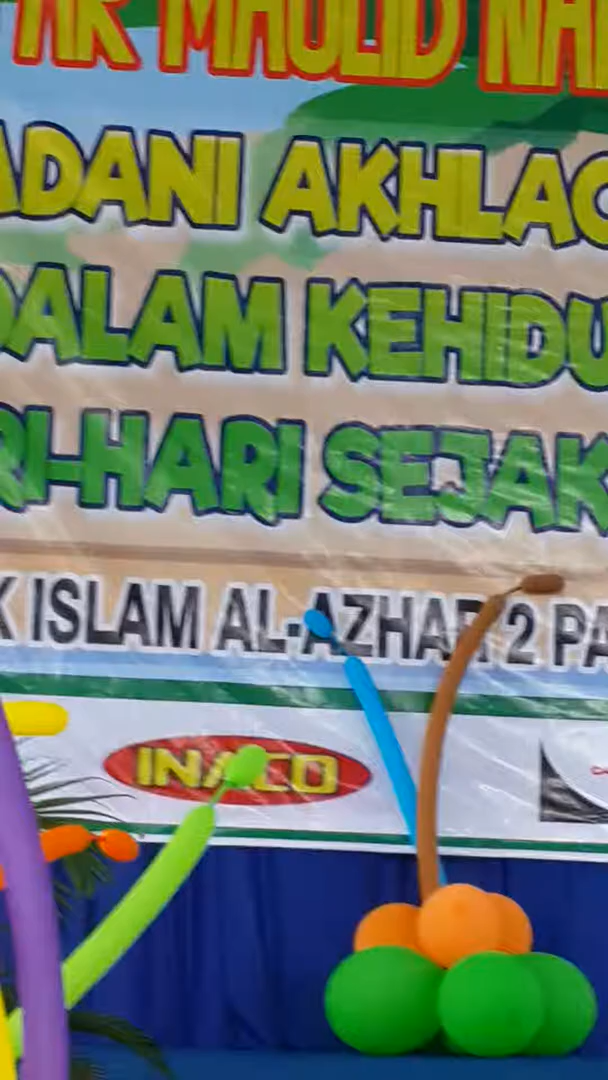 AR MAULID NA
ADANI AKHLAQ
DALAM KEHIDU
RI-HARI SEJAK
K ISLAM AL-AZHAR 2 PA
INACO